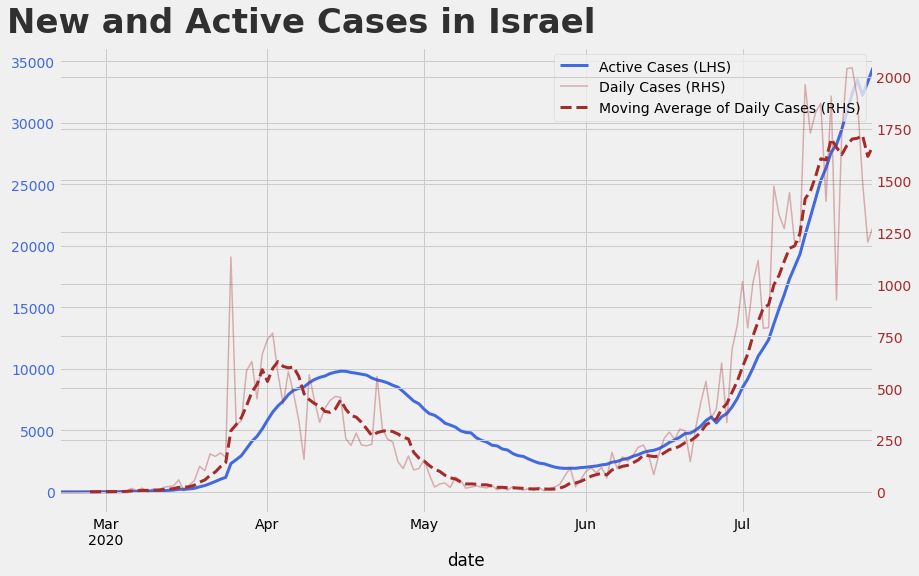 New and Active Cases in Israel
Active Cases (LHS)
Daily Cases (RHS)
Moving Average of Daily Cases (RHS)
35000
30000
25000
20000
15000
10000
5000
0
2000
1750
1500
1250
1000
750
500
250
0
Mar
2020
Apr
May
Jun
Jul
date